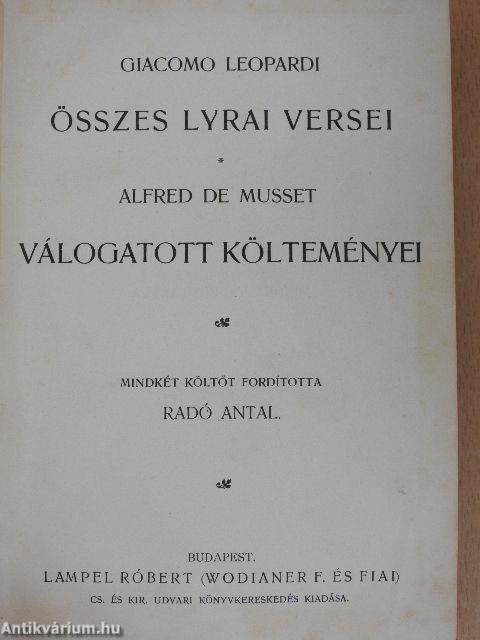 GIACOMO LEOPARDI
ÖSSZES LYRAI VERSEI
*
ALFRED DE MUSSET
VÁLOGATOTT KÖLTEMÉNYEI
MINDKÉT KÖLTŐT FORDÍTOTTA
RADÓ ANTAL.
BUDAPEST.
LAMPEL RÓBERT (WODIANER F. ÉS FIAI)
CS. ÉS KIR. UDVARI KÖNYVKERESKEDÉS KIADÁSA.
Antikvárium.hu